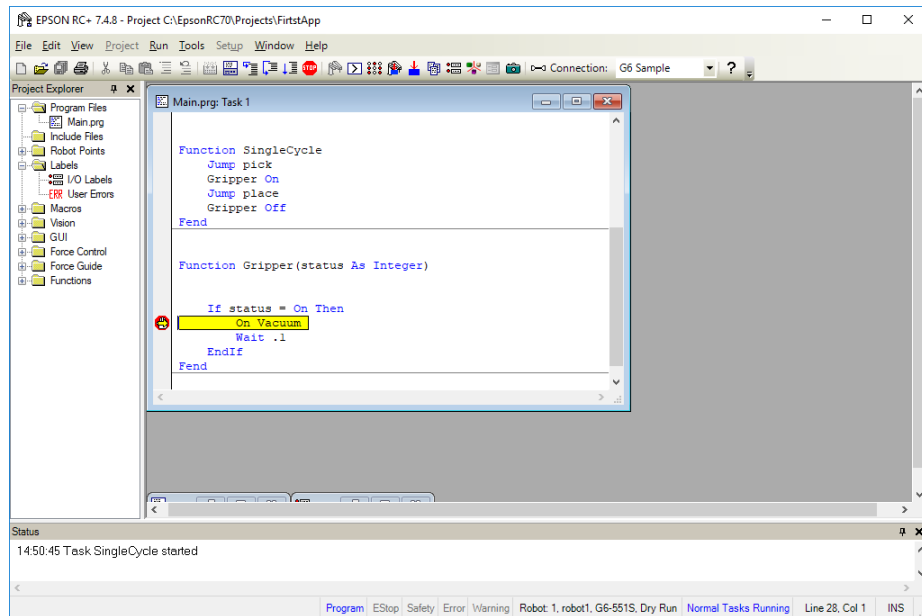 EPSON RC+ 7.4.8 - Project C:\EpsonRC70\Projects\FirtstApp
File Edit View Project Run Tools Setup Window Help
STOP Connection: G6 Sample ?
Project Explorer
Program Files
Main.prg
Include Files
Robot Points
Labels
I/O Labels
ERR User Errors
Macros
Vision
GUI
Force Control
Force Guide
Functions
Main.prg: Task 1
Function SingleCycle
Jump pick
Gripper On
Jump place
Gripper Off
Fend
Function Gripper(status As Integer)
If status = On Then
On Vacuum
Wait .1
EndIf
Fend
Status
14:50:45 Task SingleCycle started
Program EStop Safety Error Warning Robot: 1, robot1, G6-551S, Dry Run Normal Tasks Running Line 28, Col 1 INS